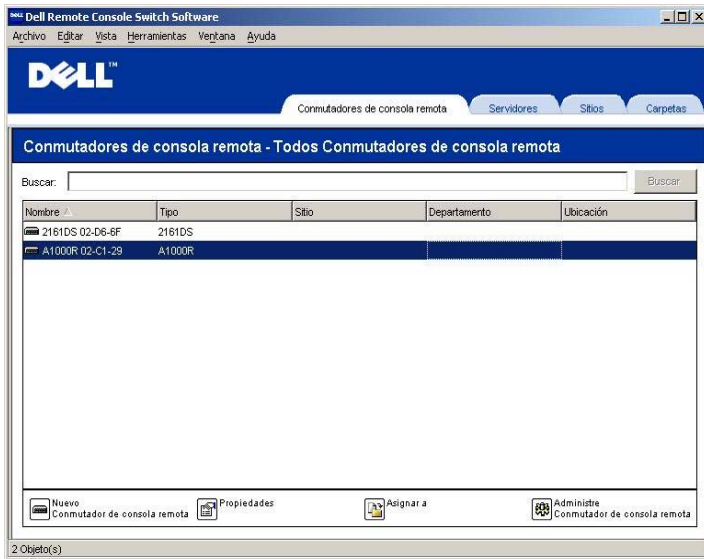 DELL Dell Remote Console Switch Software
Archivo Editar Vista Herramientas Ventana Ayuda
DELL™
Conmutadores de consola remota Servidores Sitios Carpetas
Conmutadores de consola remota - Todos Conmutadores de consola remota
Buscar: Buscar
Nombre Tipo Sitio Departamento Ubicación
2161DS 02-D6-6F 2161DS
A1000R 02-C1-29 A1000R
Nuevo
Conmutador de consola remota
Propiedades
Asignar a
Administre
Conmutador de consola remota
2 Objeto(s)